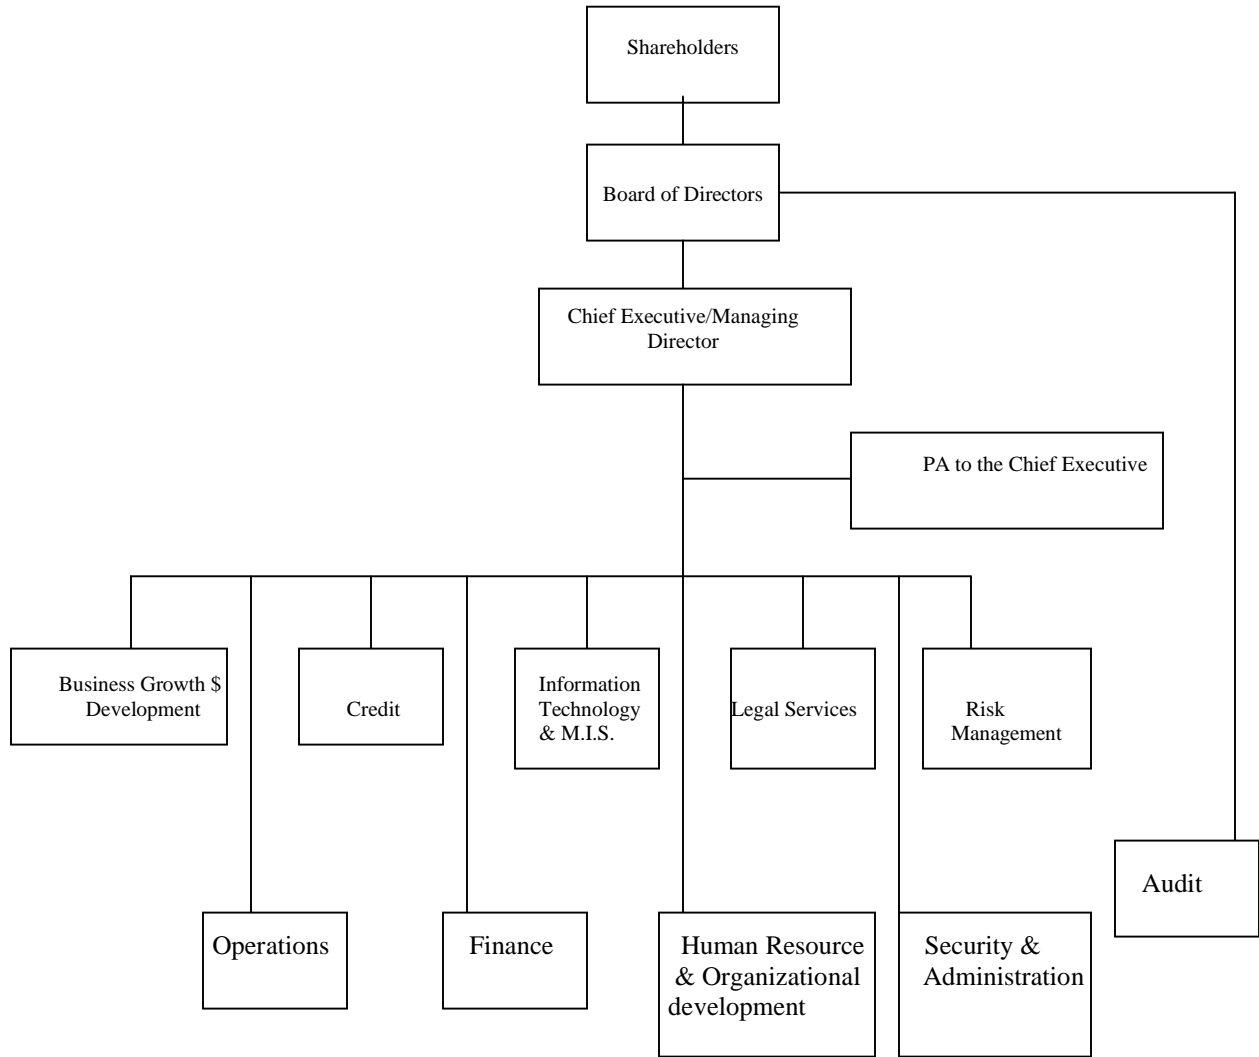 Shareholders
Board of Directors
Chief Executive/Managing
Director
PA to the Chief Executive
Business Growth $
Development
Credit
Information
Technology
& M.I.S.
Legal Services
Risk
Management
Audit
Operations
Finance
Human Resource
& Organizational
development
Security &
Administration